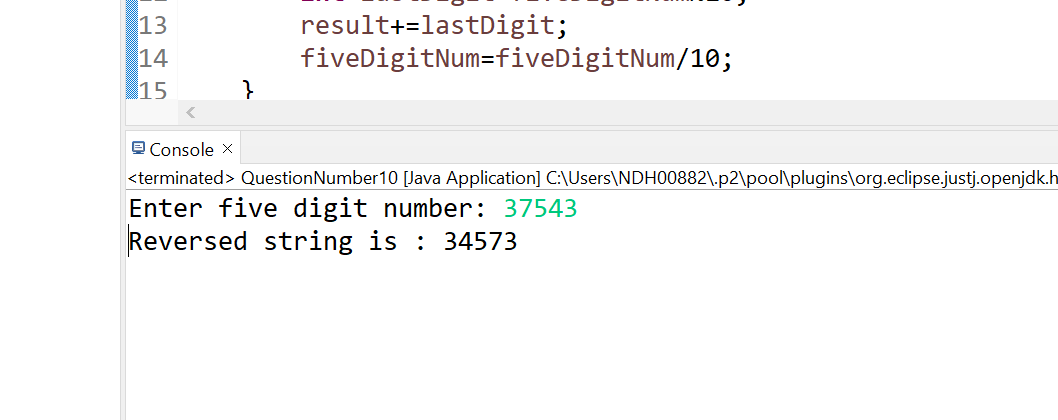 13 result+=lastDigit;
14 fiveDigitNum=fiveDigitNum/10;
15 }
Console
<terminated> QuestionNumber10 [Java Application] C:\Users\NDH00882\.p2\pool\plugins\org.eclipse.justj.openjdk.h
Enter five digit number: 37543
Reversed string is : 34573